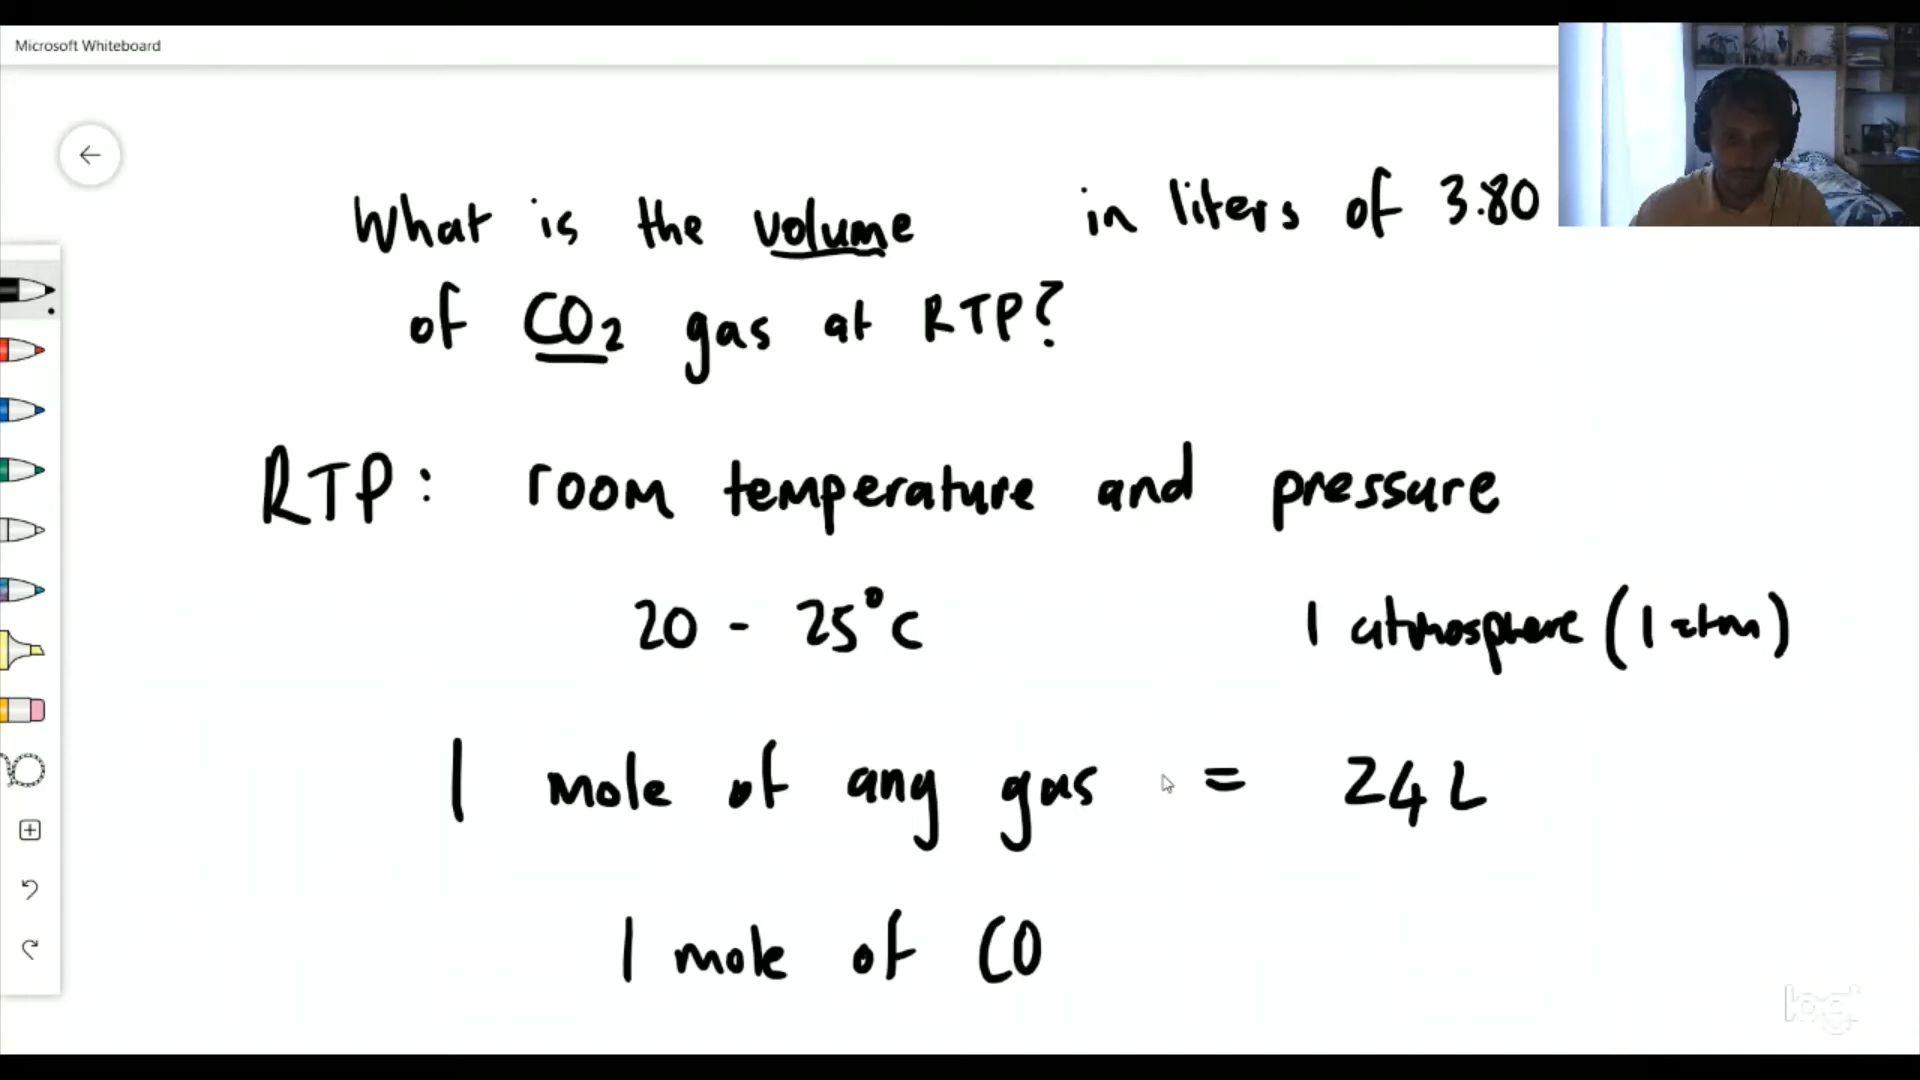 Microsoft Whiteboard
What is the volume in liters of 3.80
of CO₂ gas at RTP?
RTP: room temperature and pressure
20 - 25°C 1 atmosphere (1 atm)
1 mole of any gas = 24 L
1 mole of CO
logi